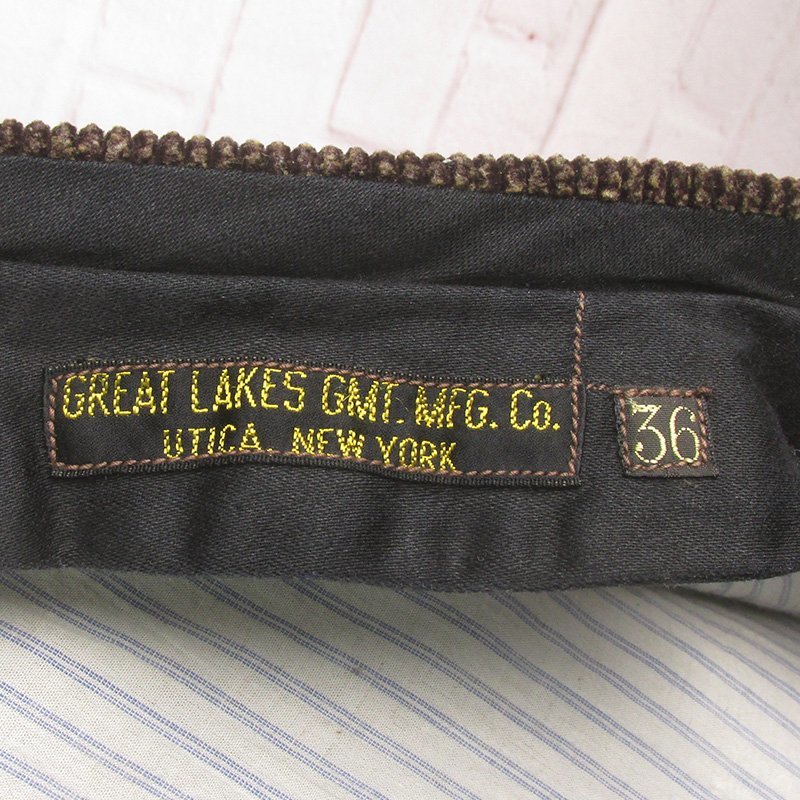 GREAT LAKES GMT. MFG. Co.
UTICA, NEW YORK
36